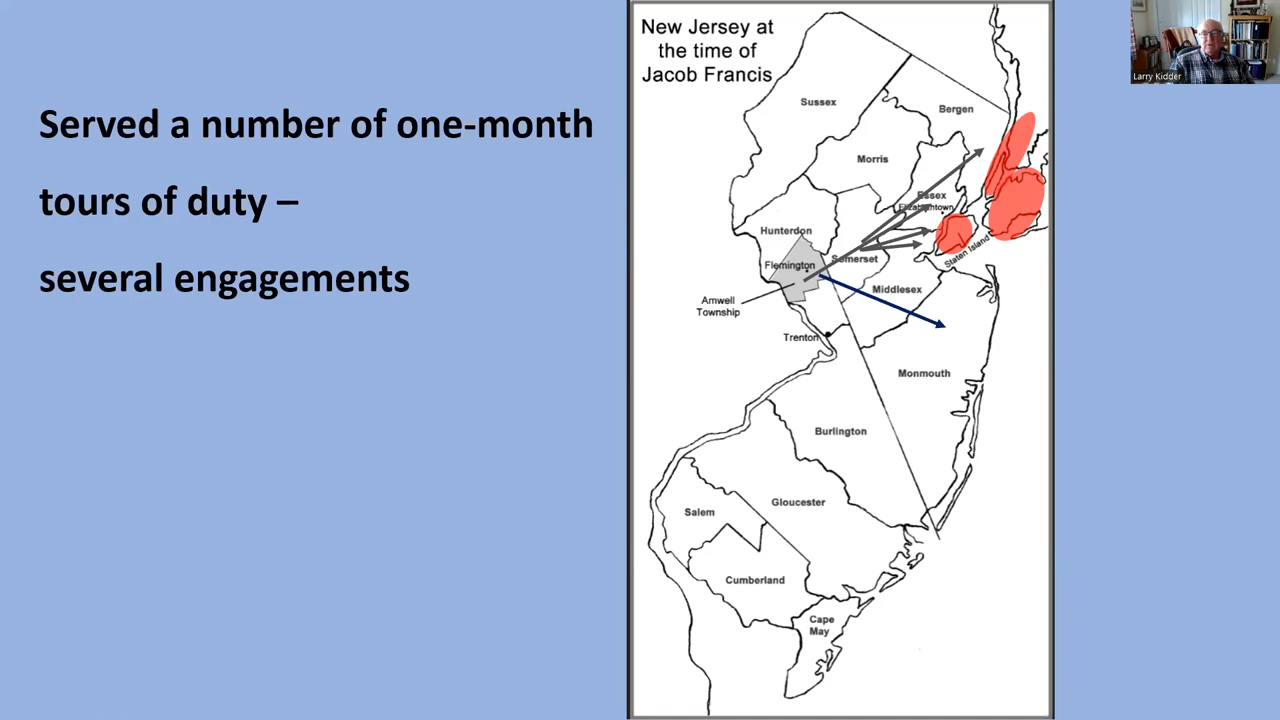 Served a number of one-month
tours of duty –
several engagements
New Jersey at
the time of
Jacob Francis
Sussex
Bergen
Morris
Essex
Elizabethtown
Hunterdon
Somerset
Staten Island
Flemington
Middlesex
Amwell
Township
Trenton
Monmouth
Burlington
Gloucester
Salem
Cumberland
Cape
May
Larry Kidder